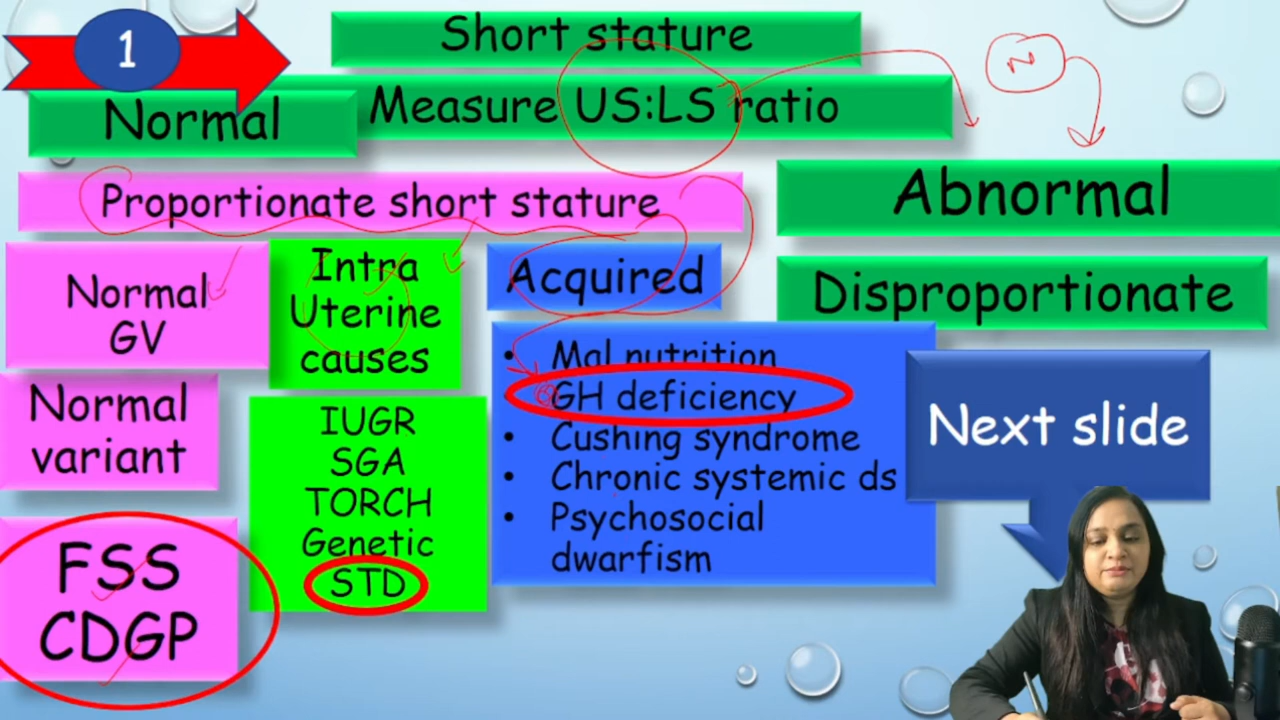 1
Short stature
Measure US:LS ratio
Normal
N
Proportionate short stature
Abnormal
Normal
GV
Intra
Uterine
causes
Acquired
Disproportionate
Normal
variant
IUGR
SGA
TORCH
Genetic
STD
• Mal nutrition
GH deficiency
• Cushing syndrome
• Chronic systemic ds
• Psychosocial
dwarfism
Next slide
FSS
CDGP